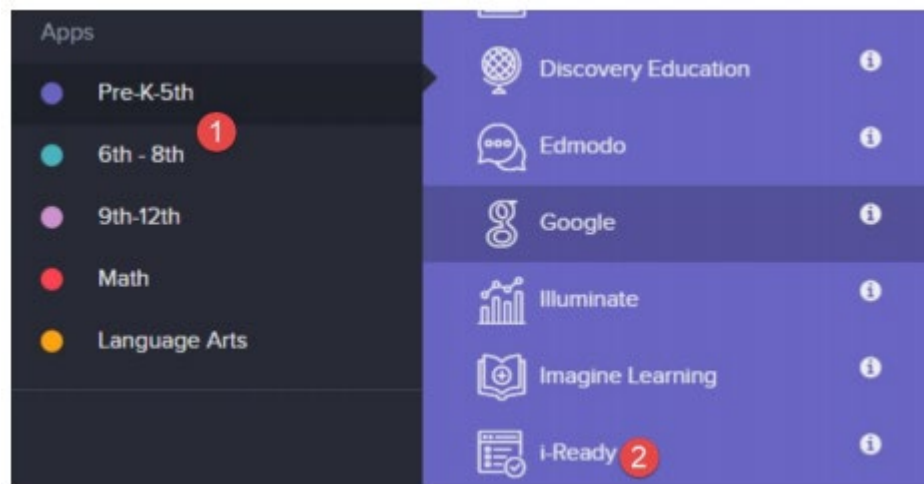 Apps
Pre-K-5th
1
6th - 8th
9th-12th
Math
Language Arts
Discovery Education
Edmodo
Google
Illuminate
Imagine Learning
i-Ready 2